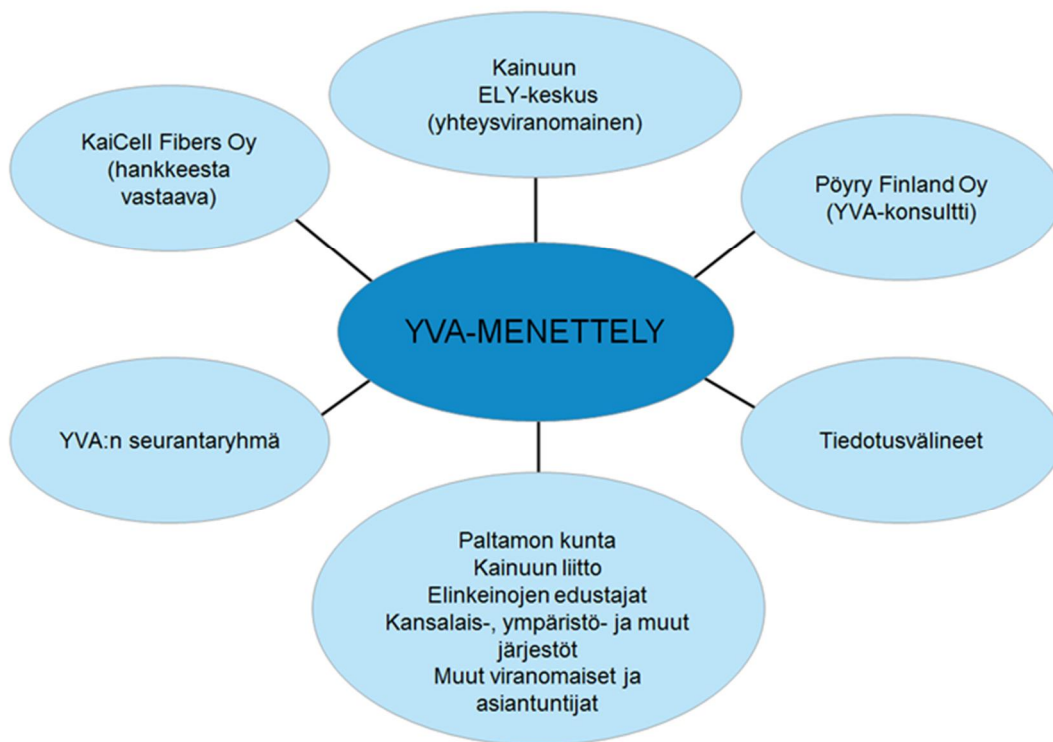 Kainuun
ELY-keskus
(yhteysviranomainen)
KaiCell Fibers Oy
(hankkeesta
vastaava)
Pöyry Finland Oy
(YVA-konsultti)
YVA-MENETTELY
YVA:n seurantaryhmä
Tiedotusvälineet
Paltamon kunta
Kainuun liitto
Elinkeinojen edustajat
Kansalais-, ympäristö- ja muut
järjestöt
Muut viranomaiset ja
asiantuntijat